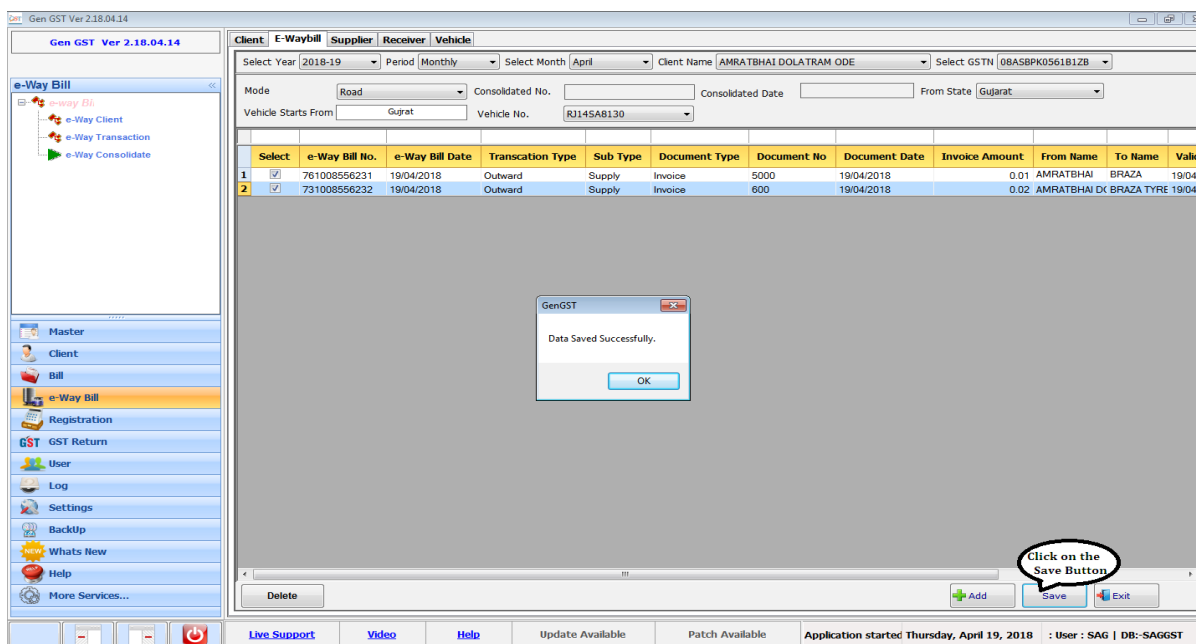 GST Gen GST Ver 2.18.04.14
Gen GST Ver 2.18.04.14
Client E-Waybill Supplier Receiver Vehicle
Select Year 2018-19 Period Monthly Select Month April Client Name AMRATBHAI DOLATRAM ODE Select GSTN 08ASBPK0561B1ZB
e-Way Bill
e-way Bil
e-Way Client
e-Way Transaction
e-Way Consolidate
Mode Road Consolidated No. Consolidated Date From State Gujarat
Vehicle Starts From Gujrat Vehicle No. RJ14SA8130
Select e-Way Bill No. e-Way Bill Date Transcation Type Sub Type Document Type Document No Document Date Invoice Amount From Name To Name Valid
1 761008556231 19/04/2018 Outward Supply Invoice 5000 19/04/2018 0.01 AMRATBHAI BRAZA 19/04
2 731008556232 19/04/2018 Outward Supply Invoice 600 19/04/2018 0.02 AMRATBHAI DO BRAZA TYRE 19/04
GenGST
Data Saved Successfully.
OK
Master
Client
Bill
e-Way Bill
Registration
GST GST Return
User
Log
Settings
BackUp
NEW Whats New
Help
More Services...
Click on the
Save Button
Delete Add Save Exit
Live Support Video Help Update Available Patch Available Application started Thursday, April 19, 2018 : User : SAG | DB:-SAGGST